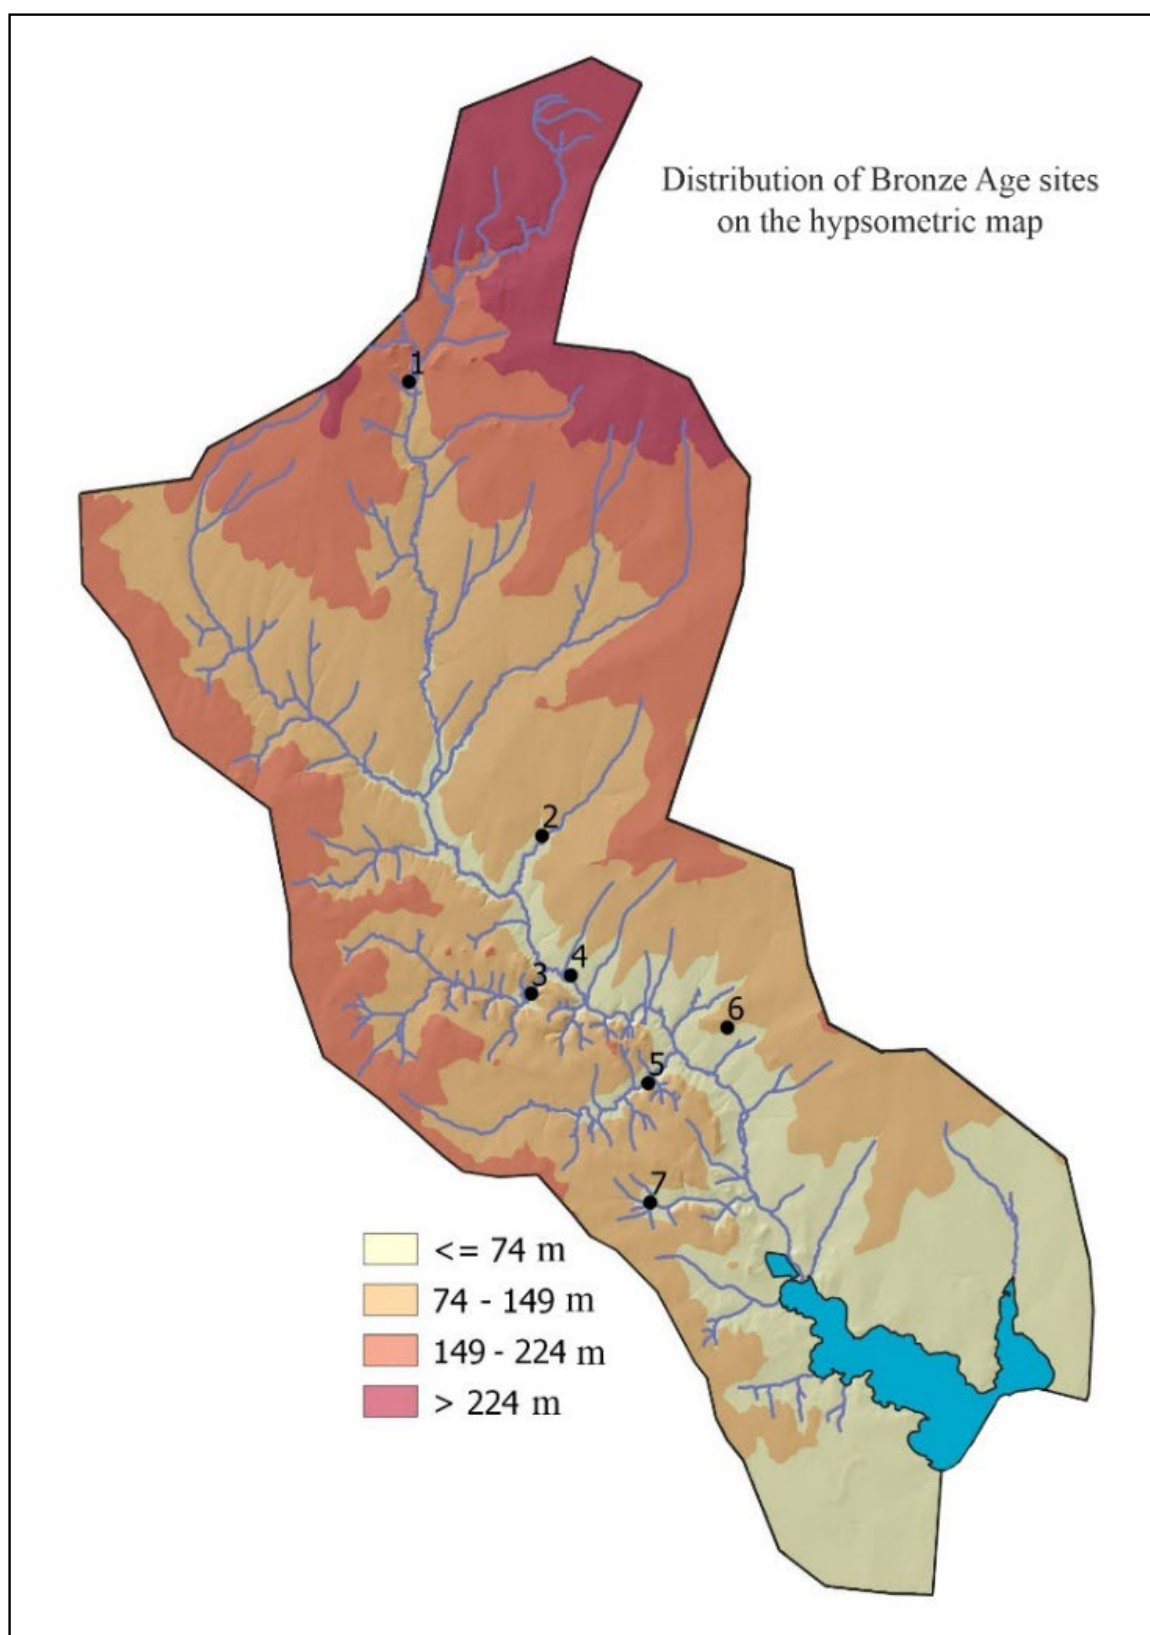 Distribution of Bronze Age sites
on the hypsometric map
1
2
4
3
6
5
7
<= 74 m
74 - 149 m
149 - 224 m
> 224 m